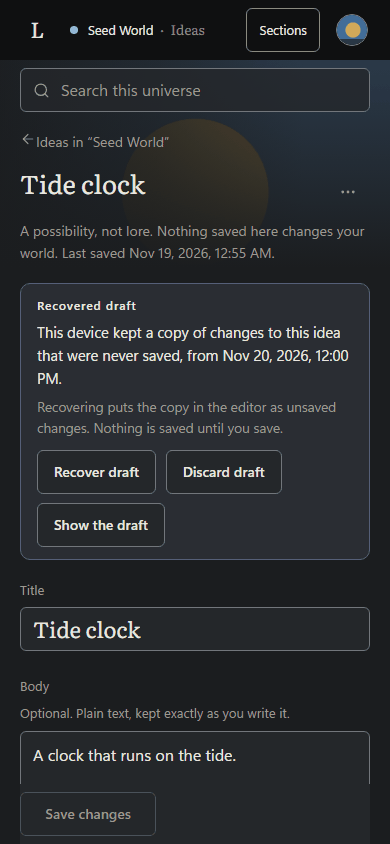 L
Seed World · Ideas
Sections
Search this universe
Ideas in “Seed World”
Tide clock
A possibility, not lore. Nothing saved here changes your
world. Last saved Nov 19, 2026, 12:55 AM.
Recovered draft
This device kept a copy of changes to this idea
that were never saved, from Nov 20, 2026, 12:00
PM.
Recovering puts the copy in the editor as unsaved
changes. Nothing is saved until you save.
Recover draft
Discard draft
Show the draft
Title
Tide clock
Body
Optional. Plain text, kept exactly as you write it.
A clock that runs on the tide.
Save changes